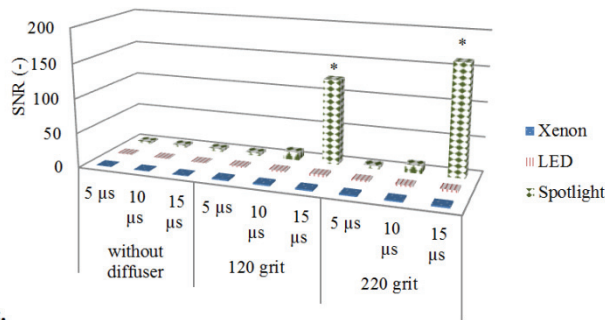 200
150
100
50
0
SNR (-)
*
*
Xenon
LED
Spotlight
5 µs
10 µs
15 µs
5 µs
10 µs
15 µs
5 µs
10 µs
15 µs
without diffuser
120 grit
220 grit